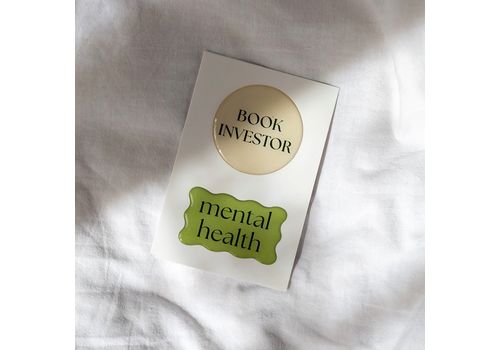 BOOK
INVESTOR
mental
health